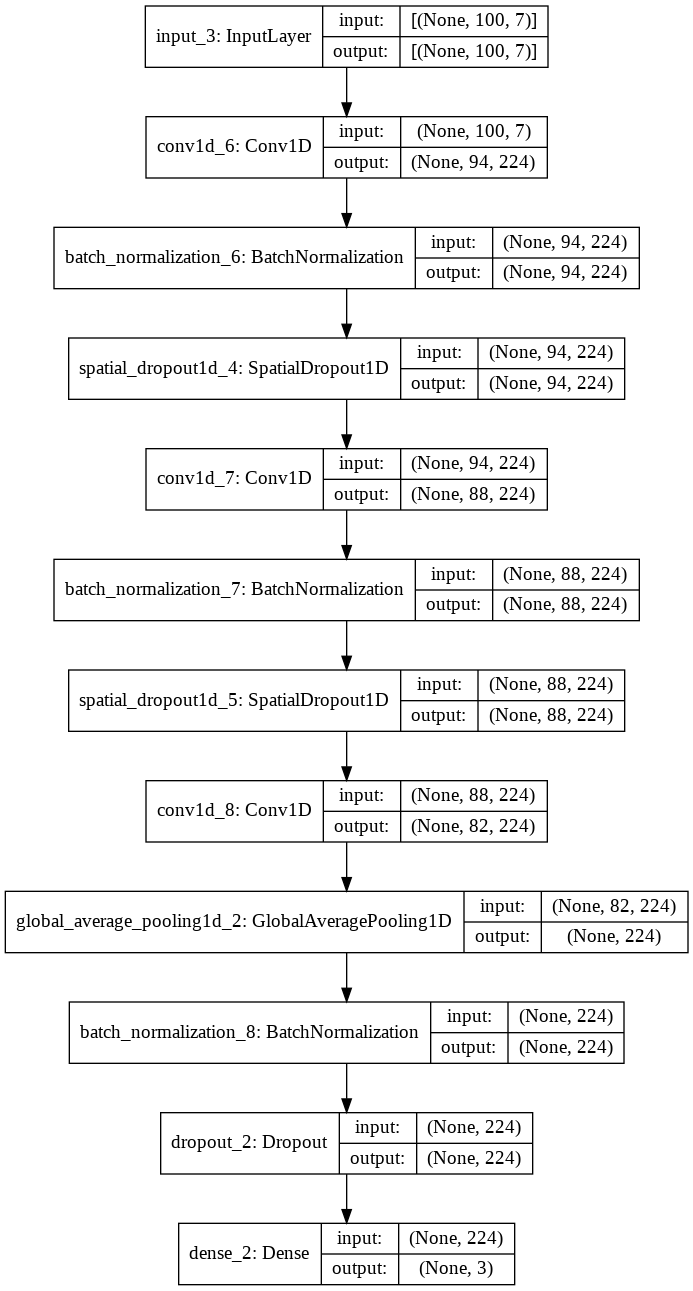 input_3: InputLayer
input: [(None, 100, 7)]
output: [(None, 100, 7)]
conv1d_6: Conv1D
input: (None, 100, 7)
output: (None, 94, 224)
batch_normalization_6: BatchNormalization
input: (None, 94, 224)
output: (None, 94, 224)
spatial_dropout1d_4: SpatialDropout1D
input: (None, 94, 224)
output: (None, 94, 224)
conv1d_7: Conv1D
input: (None, 94, 224)
output: (None, 88, 224)
batch_normalization_7: BatchNormalization
input: (None, 88, 224)
output: (None, 88, 224)
spatial_dropout1d_5: SpatialDropout1D
input: (None, 88, 224)
output: (None, 88, 224)
conv1d_8: Conv1D
input: (None, 88, 224)
output: (None, 82, 224)
global_average_pooling1d_2: GlobalAveragePooling1D
input: (None, 82, 224)
output: (None, 224)
batch_normalization_8: BatchNormalization
input: (None, 224)
output: (None, 224)
dropout_2: Dropout
input: (None, 224)
output: (None, 224)
dense_2: Dense
input: (None, 224)
output: (None, 3)